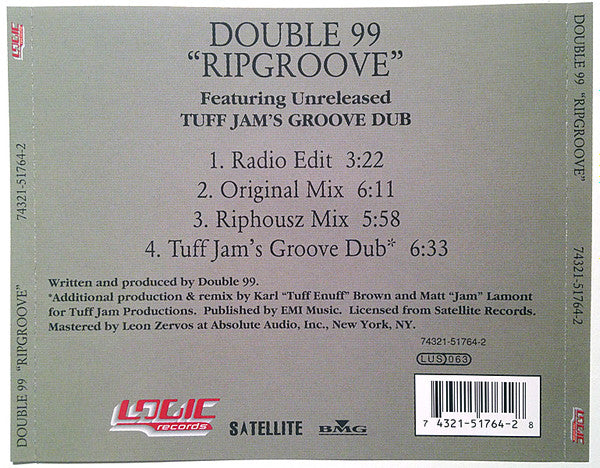 DOUBLE 99
“RIPGROOVE”
Featuring Unreleased
TUFF JAM’S GROOVE DUB
1. Radio Edit 3:22
2. Original Mix 6:11
3. Riphousz Mix 5:58
4. Tuff Jam’s Groove Dub* 6:33
Written and produced by Double 99.
*Additional production & remix by Karl “Tuff Enuff” Brown and Matt “Jam” Lamont
for Tuff Jam Productions. Published by EMI Music. Licensed from Satellite Records.
Mastered by Leon Zervos at Absolute Audio, Inc., New York, NY.
74321-51764-2
LUS 063
LOGIC
records
SATELLITE
BMG
7 4321-51764-2 8
LOGIC
records
74321-51764-2
DOUBLE 99 “RIPGROOVE”
DOUBLE 99 “RIPGROOVE”
74321-51764-2
LOGIC
records